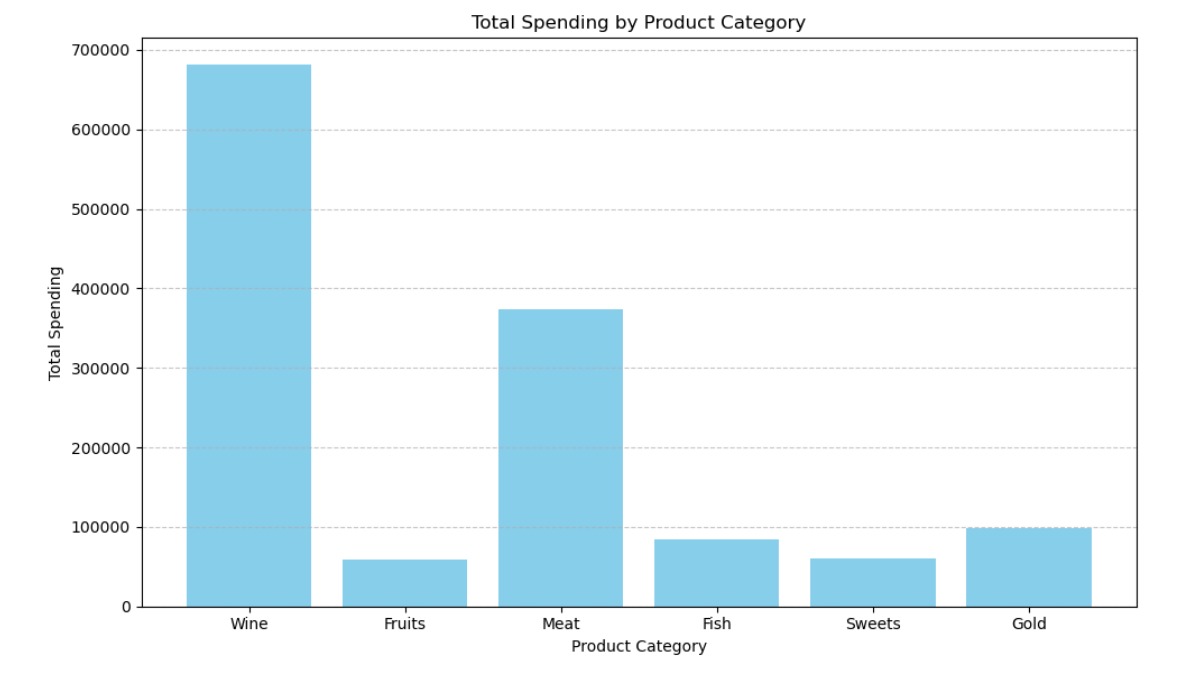 Total Spending by Product Category
700000
600000
500000
400000
300000
200000
100000
0
Total Spending
Wine Fruits Meat Fish Sweets Gold
Product Category